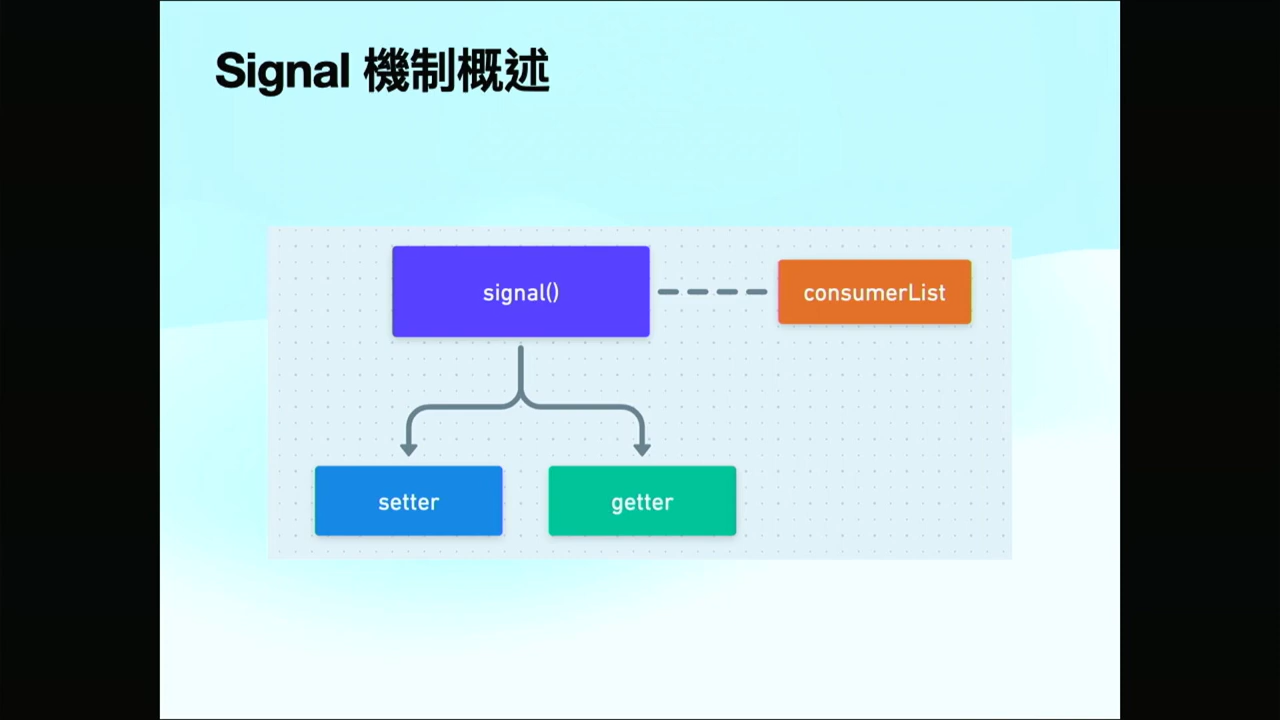 Signal 機制概述
signal()
consumerList
setter
getter